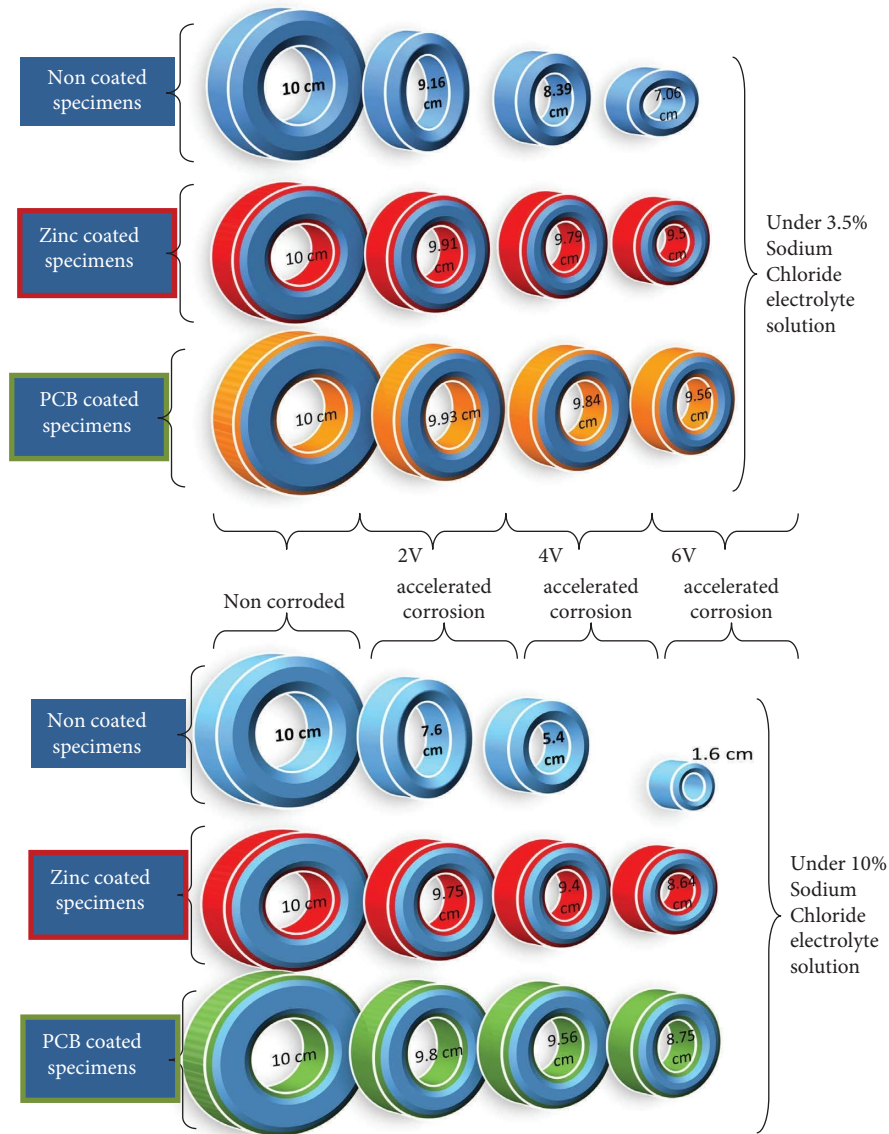 Non coated
specimens
10 cm
9.16
cm
8.39
cm
7.06
cm
Zinc coated
specimens
10 cm
9.91
cm
9.79
cm
9.5
cm
PCB coated
specimens
10 cm
9.93 cm
9.84
cm
9.56
cm
Under 3.5%
Sodium
Chloride
electrolyte
solution
Non corroded
2V
accelerated
corrosion
4V
accelerated
corrosion
6V
accelerated
corrosion
Non coated
specimens
10 cm
7.6
cm
5.4
cm
1.6 cm
Zinc coated
specimens
10 cm
9.75
cm
9.4
cm
8.64
cm
PCB coated
specimens
10 cm
9.8 cm
9.56
cm
8.75
cm
Under 10%
Sodium
Chloride
electrolyte
solution